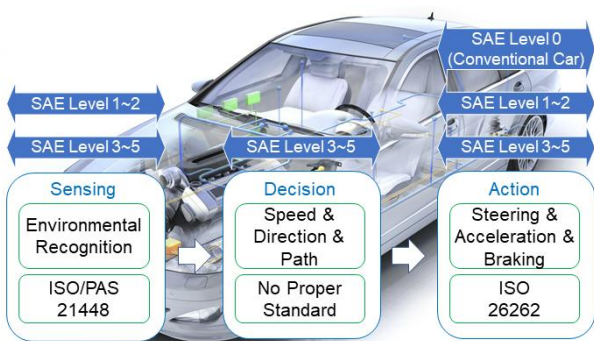 SAE Level 0
(Conventional Car)
SAE Level 1~2
SAE Level 1~2
SAE Level 3~5
SAE Level 3~5
SAE Level 3~5
Sensing
Environmental
Recognition
ISO/PAS
21448
Decision
Speed &
Direction &
Path
No Proper
Standard
Action
Steering &
Acceleration &
Braking
ISO
26262